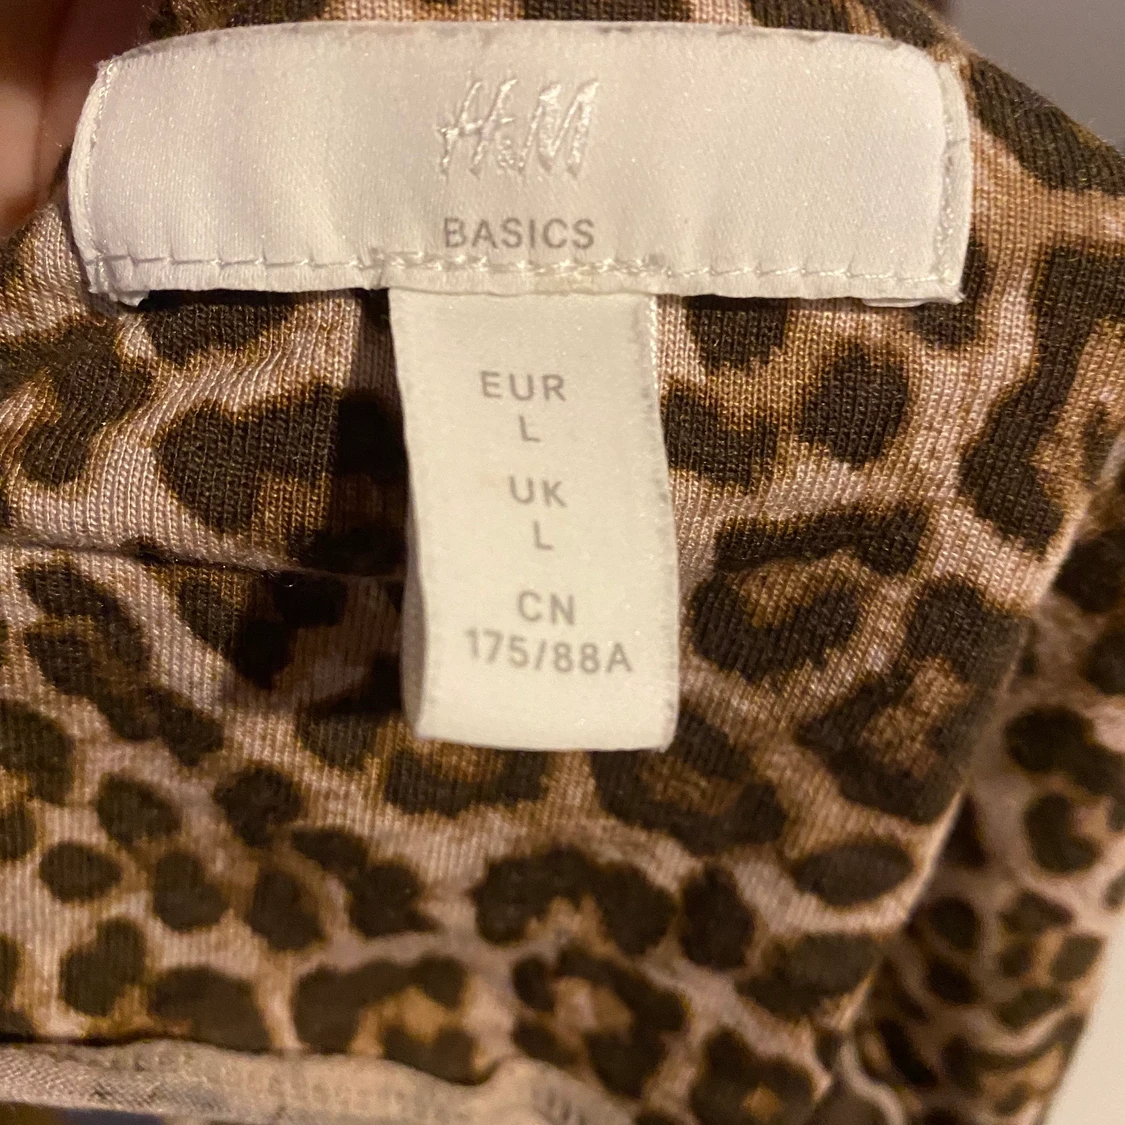 H&M
BASICS
EUR
L
UK
L
CN
175/88A